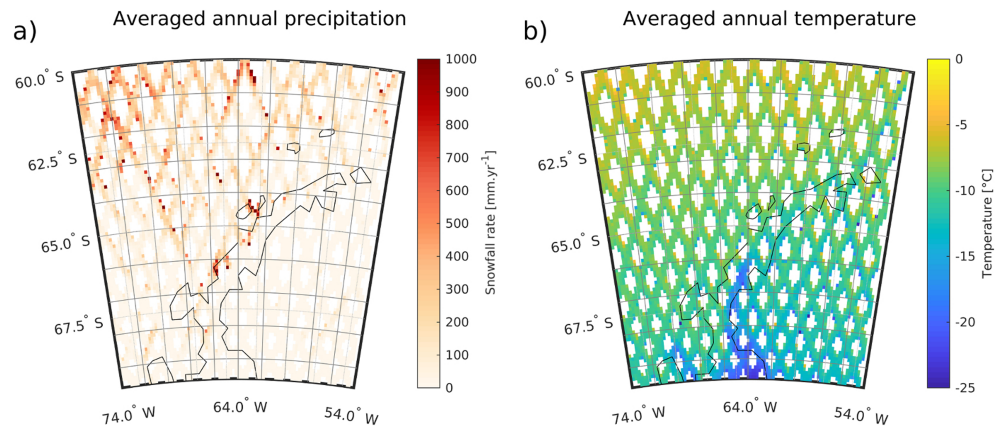 Averaged annual precipitation
a)
60.0° S
62.5° S
65.0° S
67.5° S
74.0° W
64.0° W
54.0° W
1000
900
800
700
600
500
400
300
200
100
0
Snowfall rate [mm.yr-1]
Averaged annual temperature
b)
60.0° S
62.5° S
65.0° S
67.5° S
74.0° W
64.0° W
54.0° W
0
-5
-10
-15
-20
-25
Temperature [°C]